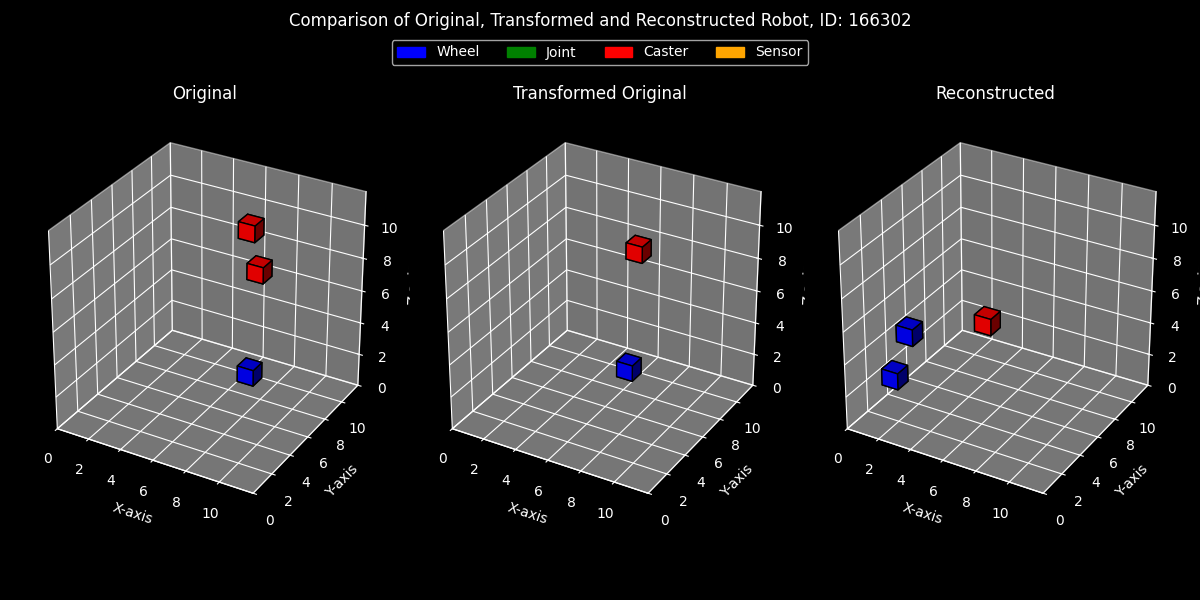 Comparison of Original, Transformed and Reconstructed Robot, ID: 166302
Wheel Joint Caster Sensor
Original Transformed Original Reconstructed
10 10 10
8 8 8
6 6 6
4 4 4
2 2 2
0 0 0
10 10 10
8 8 8
6 6 6
4 4 4
2 2 2
0 0 0
0 2 4 6 8 10 0 2 4 6 8 10 0 2 4 6 8 10
X-axis Y-axis X-axis Y-axis X-axis Y-axis